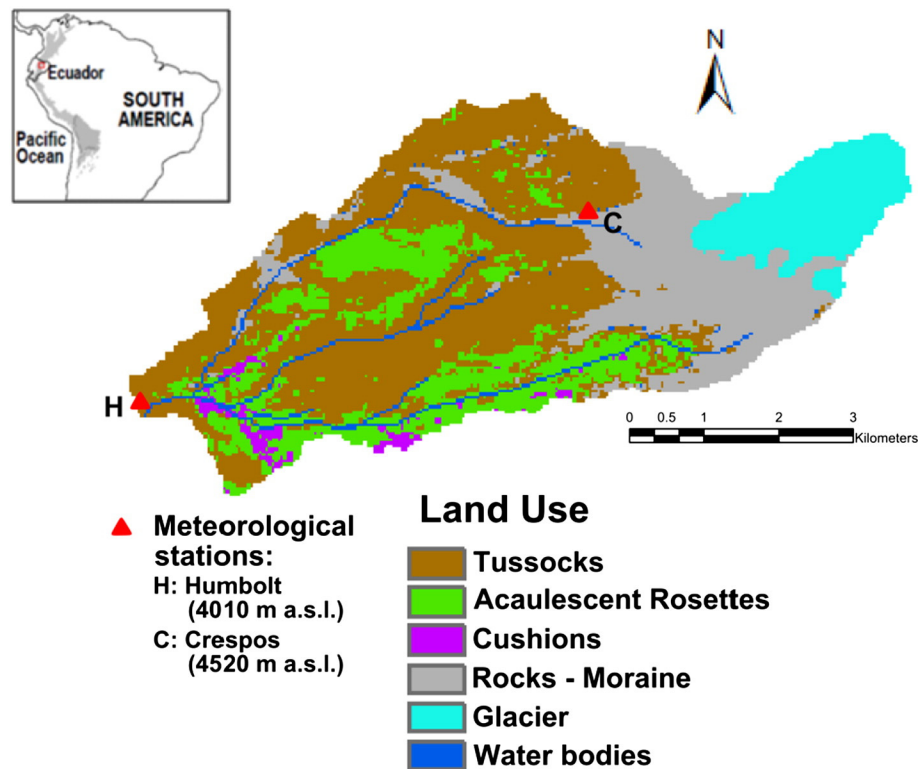 Ecuador
SOUTH
AMERICA
Pacific
Ocean
N
C
H
0 0.5 1 2 3
Kilometers
Meteorological
stations:
H: Humbolt
(4010 m a.s.l.)
C: Crespos
(4520 m a.s.l.)
Land Use
Tussocks
Acaulescent Rosettes
Cushions
Rocks - Moraine
Glacier
Water bodies